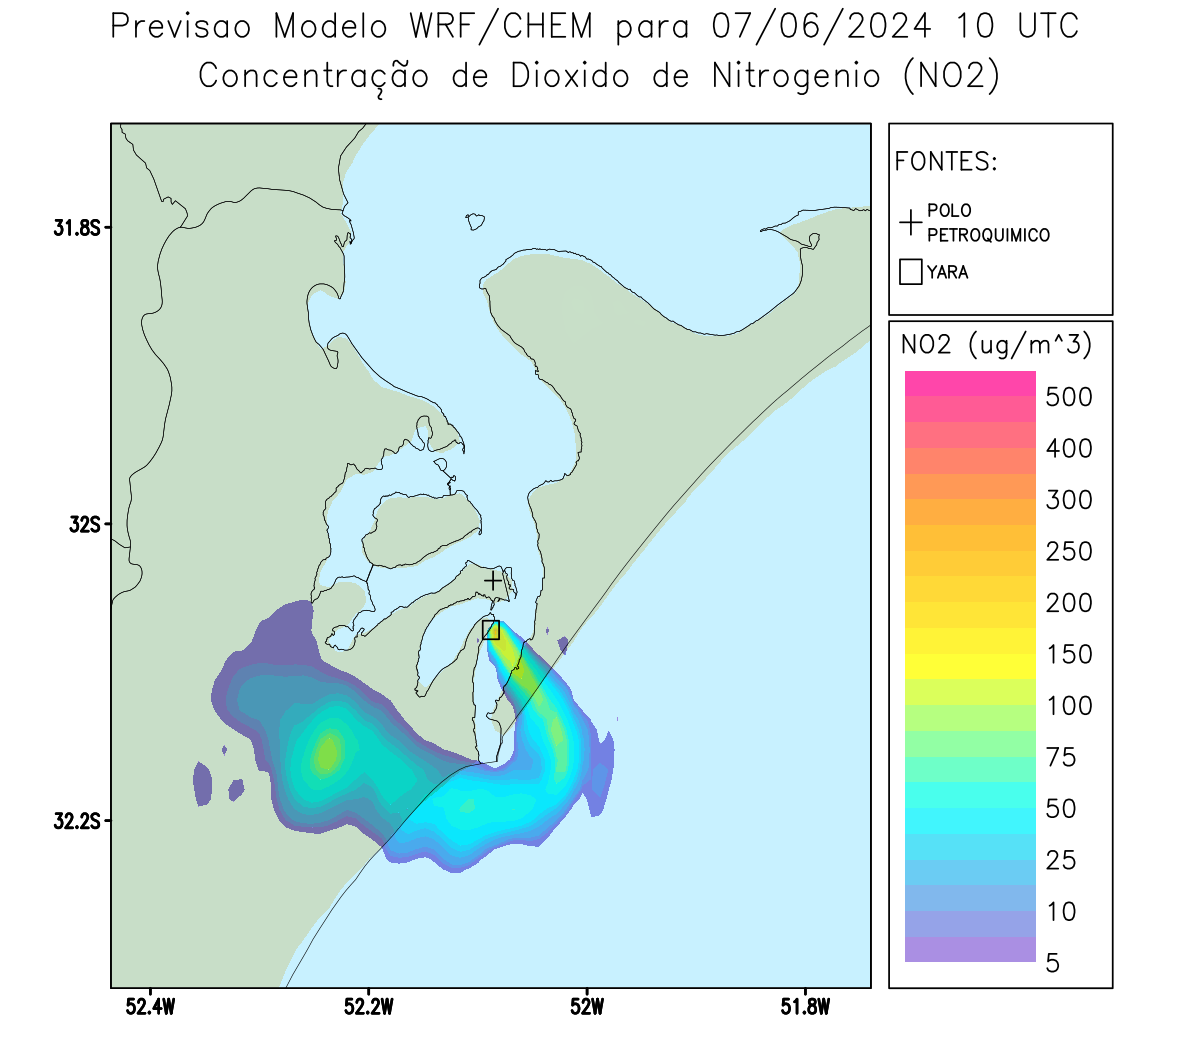 Previsao Modelo WRF/CHEM para 07/06/2024 10 UTC
Concentração de Dioxido de Nitrogenio (NO2)
FONTES:
POLO
PETROQUIMICO
YARA
NO2 (ug/m^3)
500
400
300
250
200
150
100
75
50
25
10
5
31.8S
32S
32.2S
52.4W
52.2W
52W
51.8W